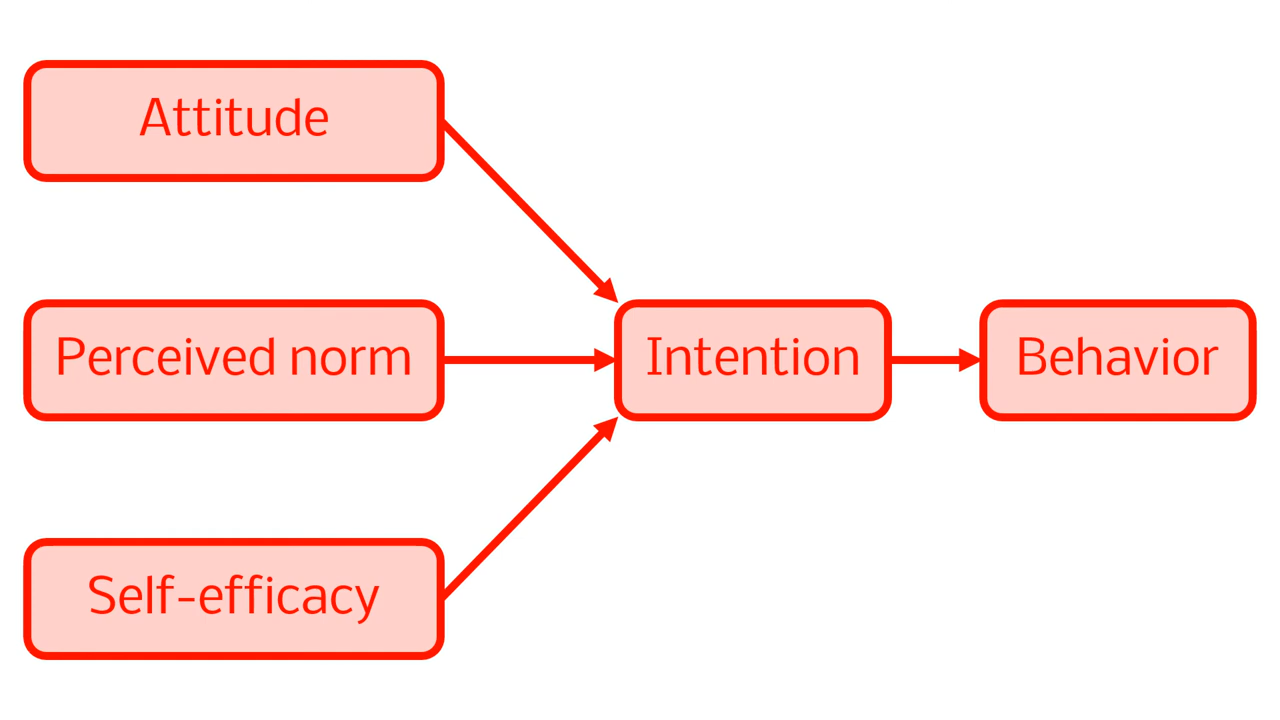 Attitude
Perceived norm
Intention
Behavior
Self-efficacy